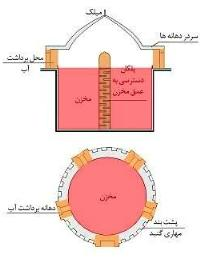 میلک
سردر دهانه ها
محل برداشت
آب
پلکان
دسترسی به
عمق مخزن
مخزن
مخزن
دهانه برداشت آب
پشت بند
مهاری گنبد